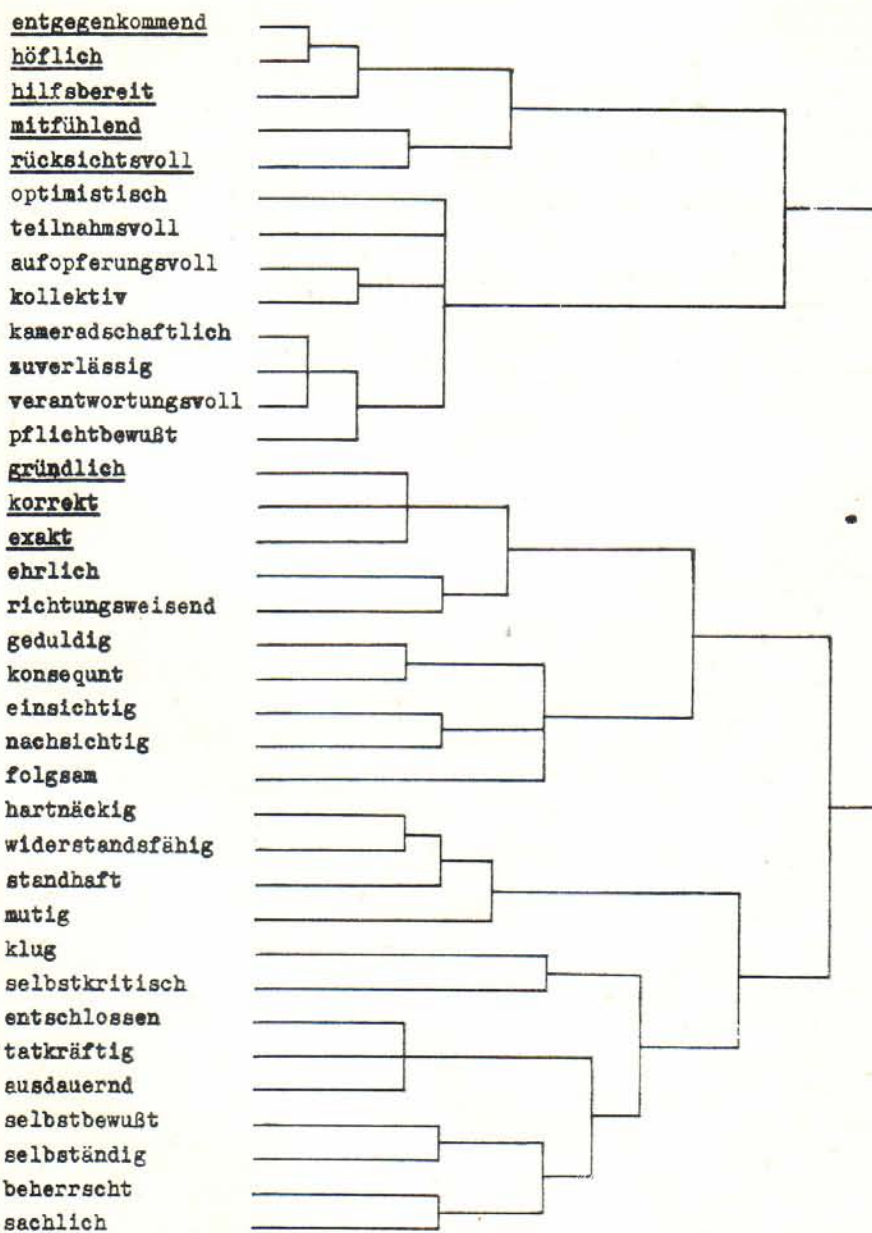 entgegenkommend
höflich
hilfsbereit
mitfühlend
rücksichtsvoll
optimistisch
teilnahmsvoll
aufopferungsvoll
kollektiv
kameradschaftlich
zuverlässig
verantwortungsvoll
pflichtbewußt
gründlich
korrekt
exakt
ehrlich
richtungsweisend
geduldig
konsequnt
einsichtig
nachsichtig
folgsam
hartnäckig
widerstandsfähig
standhaft
mutig
klug
selbstkritisch
entschlossen
tatkräftig
ausdauernd
selbstbewußt
selbständig
beherrscht
sachlich